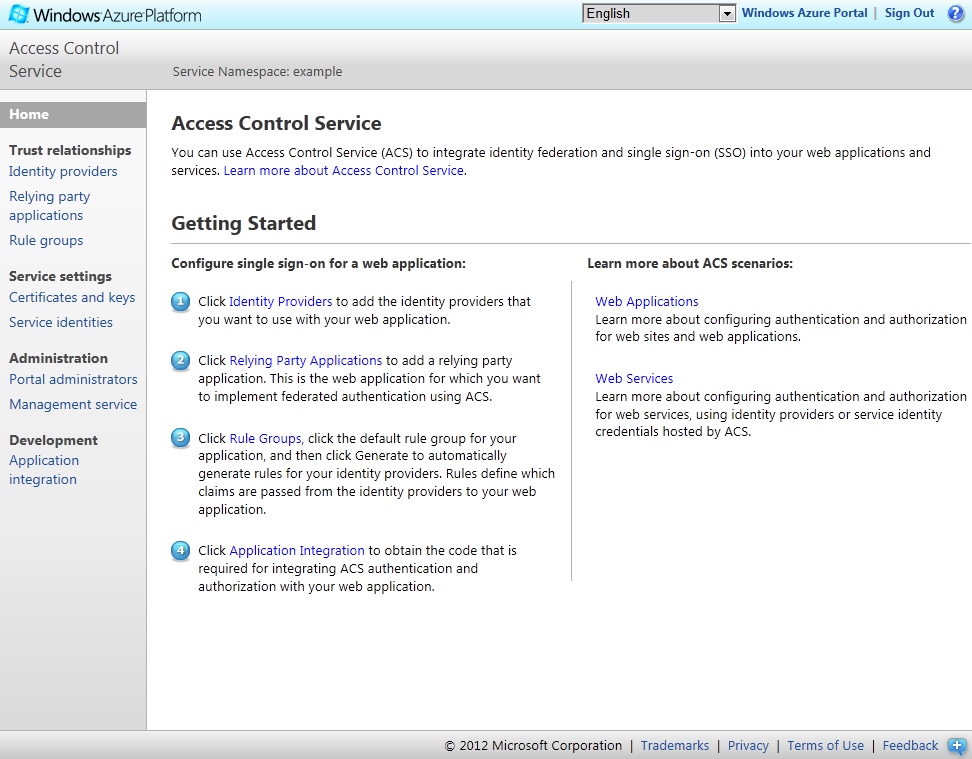 Windows Azure Platform
English
Windows Azure Portal | Sign Out ?
Access Control
Service
Service Namespace: example
Home
Trust relationships
Identity providers
Relying party
applications
Rule groups
Service settings
Certificates and keys
Service identities
Administration
Portal administrators
Management service
Development
Application
integration
Access Control Service
You can use Access Control Service (ACS) to integrate identity federation and single sign-on (SSO) into your web applications and
services. Learn more about Access Control Service.
Getting Started
Configure single sign-on for a web application:
1 Click Identity Providers to add the identity providers that
you want to use with your web application.
2 Click Relying Party Applications to add a relying party
application. This is the web application for which you want
to implement federated authentication using ACS.
3 Click Rule Groups, click the default rule group for your
application, and then click Generate to automatically
generate rules for your identity providers. Rules define which
claims are passed from the identity providers to your web
application.
4 Click Application Integration to obtain the code that is
required for integrating ACS authentication and
authorization with your web application.
Learn more about ACS scenarios:
Web Applications
Learn more about configuring authentication and authorization
for web sites and web applications.
Web Services
Learn more about configuring authentication and authorization
for web services, using identity providers or service identity
credentials hosted by ACS.
© 2012 Microsoft Corporation | Trademarks | Privacy | Terms of Use | Feedback